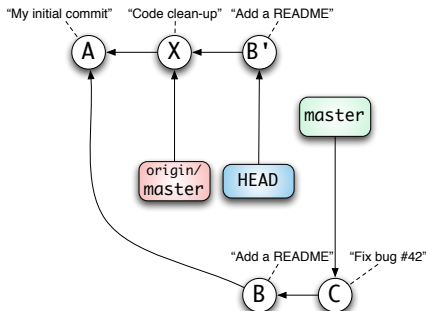 “My initial commit” “Code clean-up” “Add a README”
A X B'
master
origin/
master
HEAD
“Add a README” “Fix bug #42”
B C